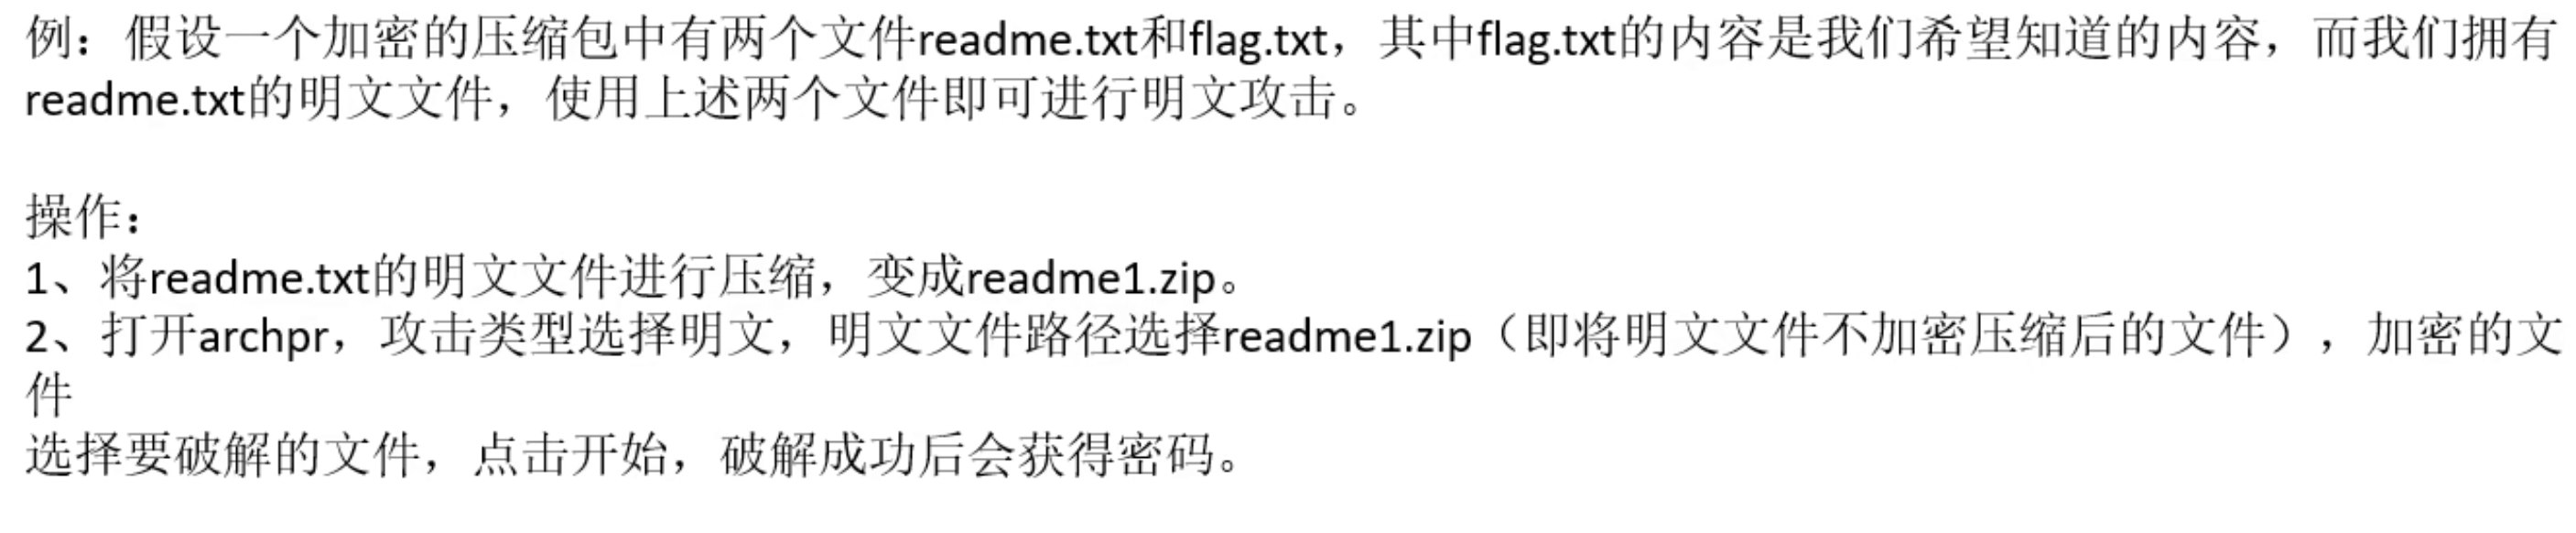 例：假设一个加密的压缩包中有两个文件readme.txt和flag.txt，其中flag.txt的内容是我们希望知道的内容，而我们拥有
readme.txt的明文文件，使用上述两个文件即可进行明文攻击。
操作：
1、将readme.txt的明文文件进行压缩，变成readme1.zip。
2、打开archpr，攻击类型选择明文，明文文件路径选择readme1.zip（即将明文文件不加密压缩后的文件），加密的文
件
选择要破解的文件，点击开始，破解成功后会获得密码。